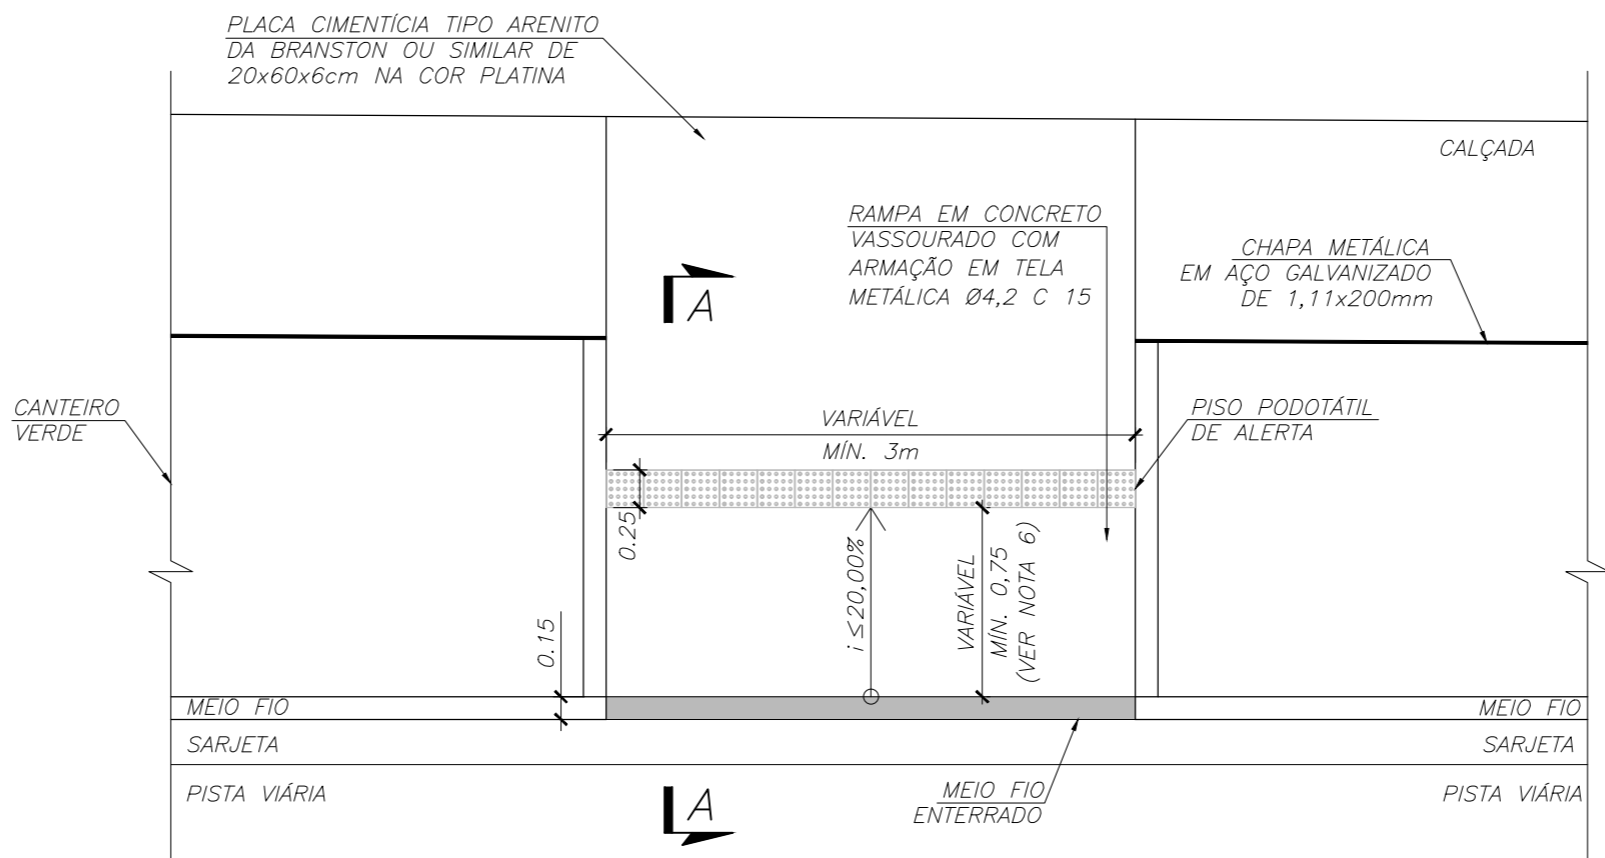 PLACA CIMENTÍCIA TIPO ARENITO
DA BRANSTON OU SIMILAR DE
20x60x6cm NA COR PLATINA
CALÇADA
RAMPA EM CONCRETO
VASSOURADO COM
ARMAÇÃO EM TELA
METÁLICA Ø4,2 C 15
CHAPA METÁLICA
EM AÇO GALVANIZADO
DE 1,11x200mm
A
CANTEIRO
VERDE
VARIÁVEL
MÍN. 3m
PISO PODOTÁTIL
DE ALERTA
0.25
i ≤20,00%
VARIÁVEL
MÍN. 0,75
(VER NOTA 6)
0.15
MEIO FIO
MEIO FIO
SARJETA
SARJETA
PISTA VIÁRIA
A
MEIO FIO
ENTERRADO
PISTA VIÁRIA